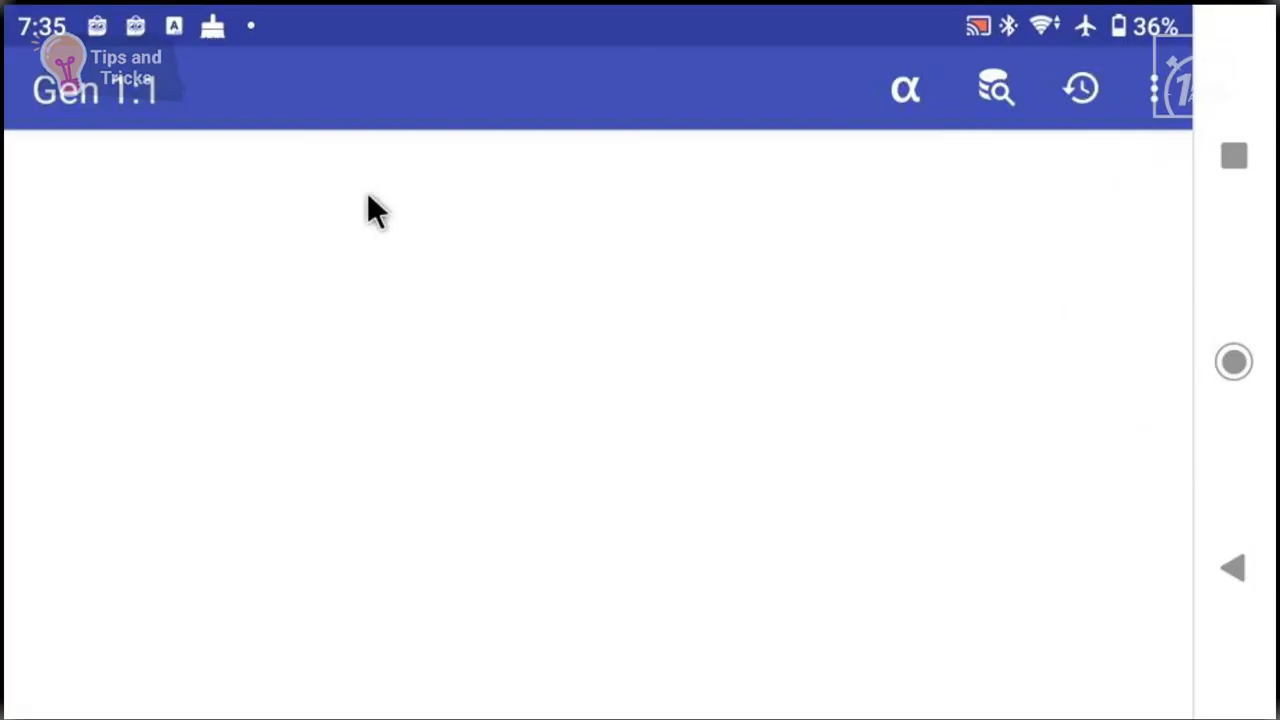 7:35
A
36%
Tips and
Tricks
Gen 1:1
α